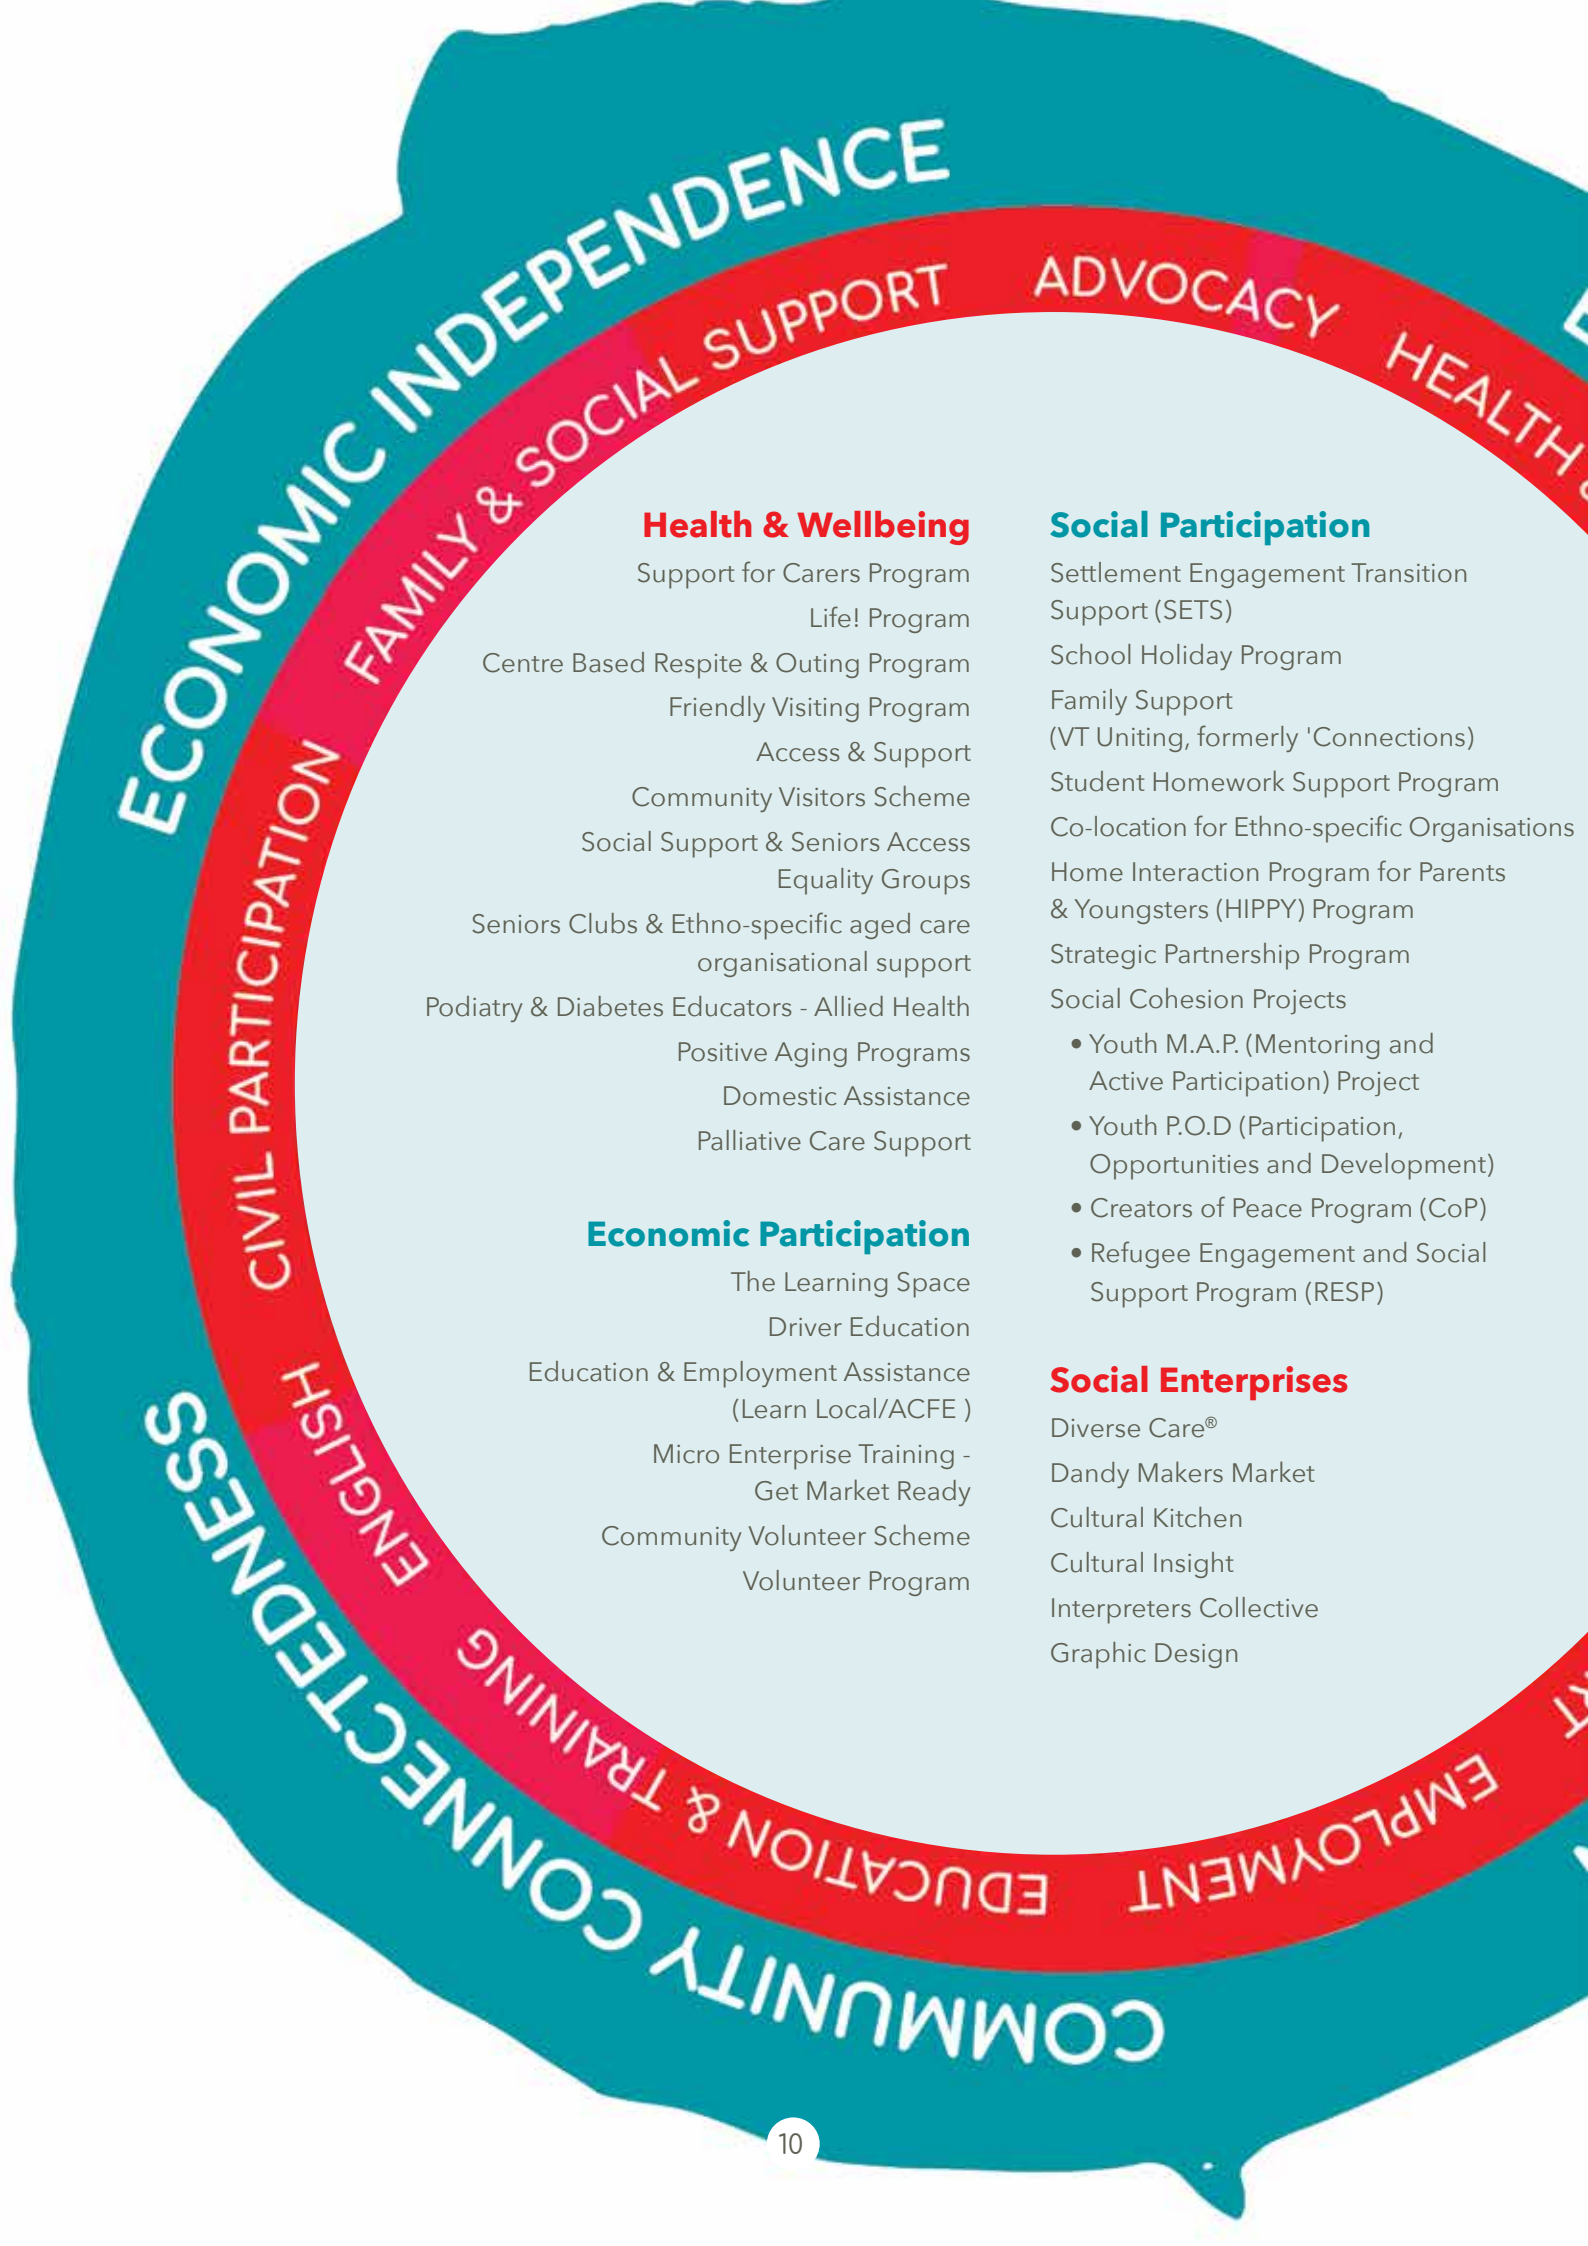 ECONOMIC INDEPENDENCE
FAMILY & SOCIAL SUPPORT
ADVOCACY
HEALTH
CIVIL PARTICIPATION
ENGLISH
EDUCATION & TRAINING
EMPLOYMENT
COMMUNITY CONNECTEDNESS
Health & Wellbeing
Support for Carers Program
Life! Program
Centre Based Respite & Outing Program
Friendly Visiting Program
Access & Support
Community Visitors Scheme
Social Support & Seniors Access
Equality Groups
Seniors Clubs & Ethno-specific aged care
organisational support
Podiatry & Diabetes Educators - Allied Health
Positive Aging Programs
Domestic Assistance
Palliative Care Support
Economic Participation
The Learning Space
Driver Education
Education & Employment Assistance
(Learn Local/ACFE )
Micro Enterprise Training -
Get Market Ready
Community Volunteer Scheme
Volunteer Program
Social Participation
Settlement Engagement Transition
Support (SETS)
School Holiday Program
Family Support
(VT Uniting, formerly 'Connections)
Student Homework Support Program
Co-location for Ethno-specific Organisations
Home Interaction Program for Parents
& Youngsters (HIPPY) Program
Strategic Partnership Program
Social Cohesion Projects
• Youth M.A.P. (Mentoring and
Active Participation) Project
• Youth P.O.D (Participation,
Opportunities and Development)
• Creators of Peace Program (CoP)
• Refugee Engagement and Social
Support Program (RESP)
Social Enterprises
Diverse Care®
Dandy Makers Market
Cultural Kitchen
Cultural Insight
Interpreters Collective
Graphic Design
10